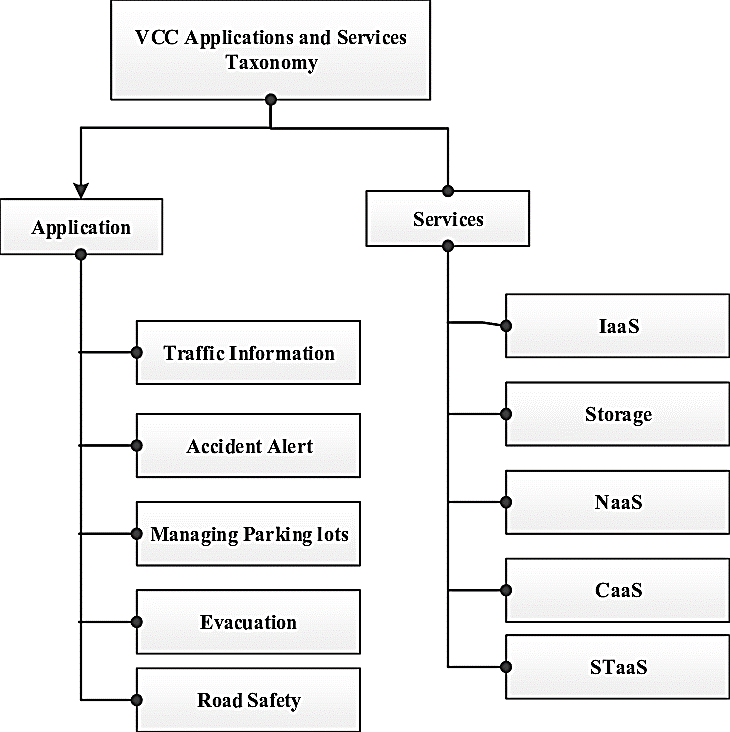 VCC Applications and Services
Taxonomy
Application
Services
Traffic Information
Accident Alert
Managing Parking lots
Evacuation
Road Safety
IaaS
Storage
NaaS
CaaS
STaaS